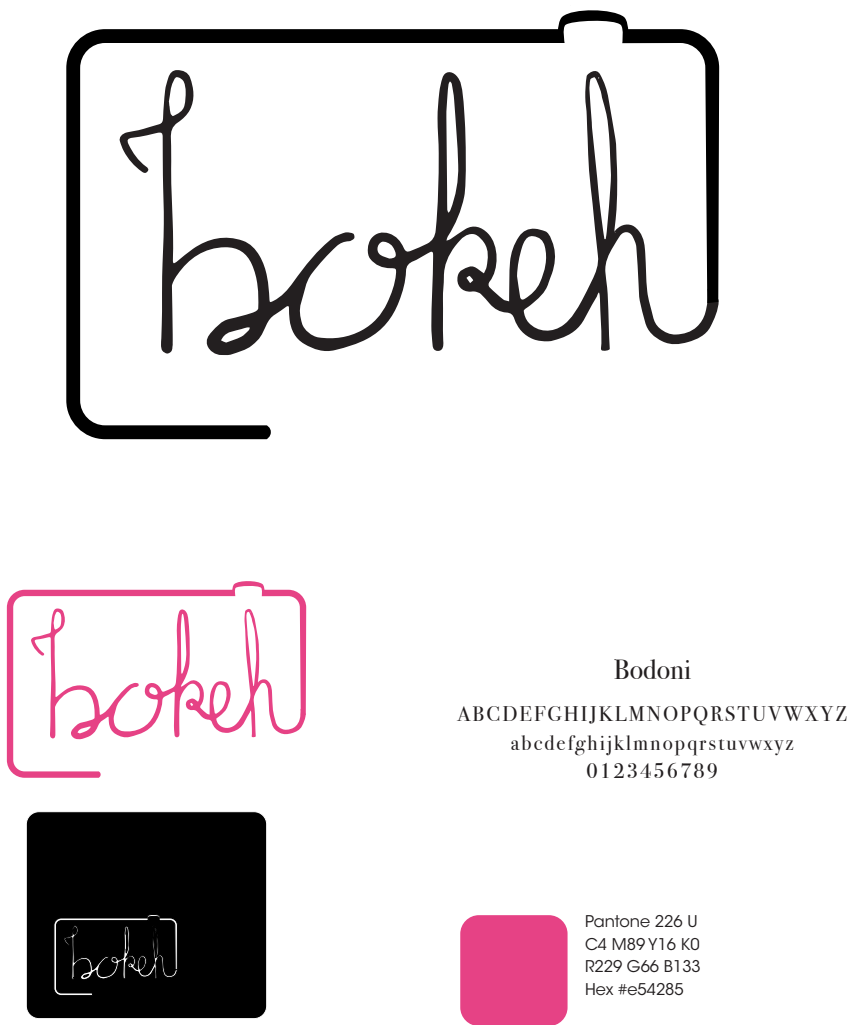 bokeh
bokeh
Bodoni
ABCDEFGHIJKLMNOPQRSTUVWXYZ
abcdefghijklmnopqrstuvwxyz
0123456789
bokeh
Pantone 226 U
C4 M89 Y16 K0
R229 G66 B133
Hex #e54285